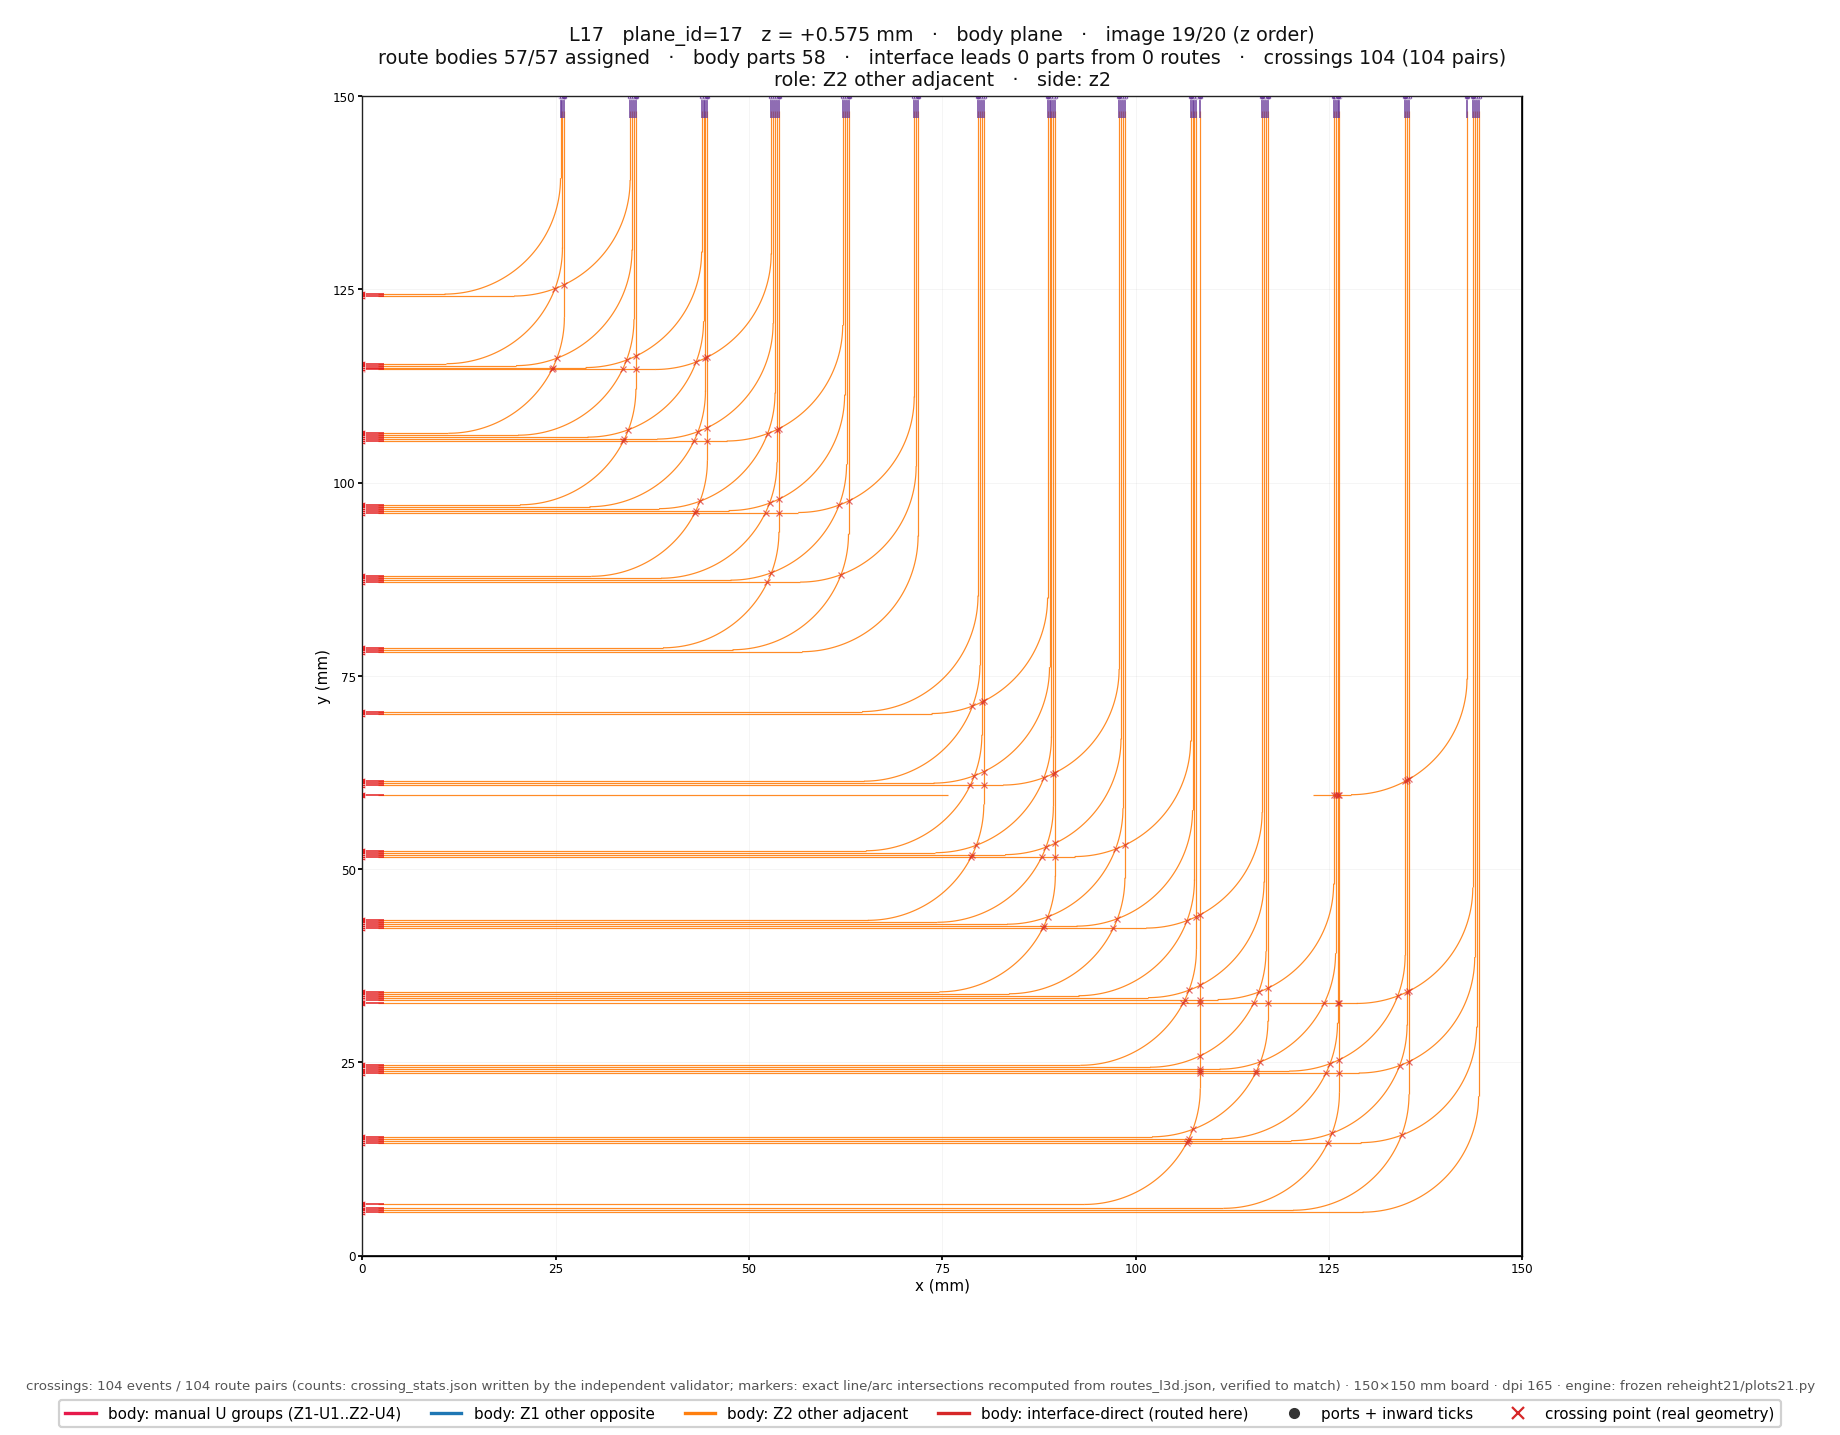 L17   plane_id=17   z = +0.575 mm   ·   body plane   ·   image 19/20 (z order)
route bodies 57/57 assigned   ·   body parts 58   ·   interface leads 0 parts from 0 routes   ·   crossings 104 (104 pairs)
role: Z2 other adjacent   ·   side: z2
150
125
100
75
50
25
0
y (mm)
0 25 50 75 100 125 150
x (mm)
crossings: 104 events / 104 route pairs (counts: crossing_stats.json written by the independent validator; markers: exact line/arc intersections recomputed from routes_l3d.json, verified to match) · 150×150 mm board · dpi 165 · engine: frozen reheight21/plots21.py
body: manual U groups (Z1-U1..Z2-U4) body: Z1 other opposite body: Z2 other adjacent body: interface-direct (routed here) ports + inward ticks crossing point (real geometry)